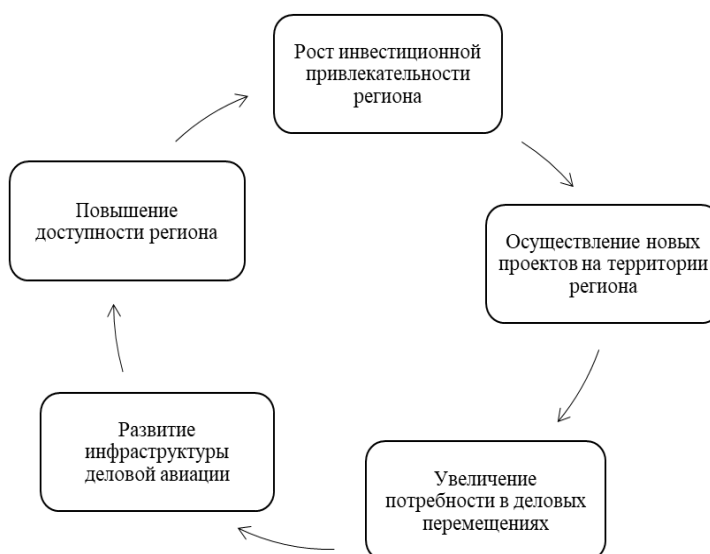 Рост инвестиционной
привлекательности
региона
Осуществление новых
проектов на территории
региона
Увеличение
потребности в деловых
перемещениях
Развитие
инфраструктуры
деловой авиации
Повышение
доступности региона